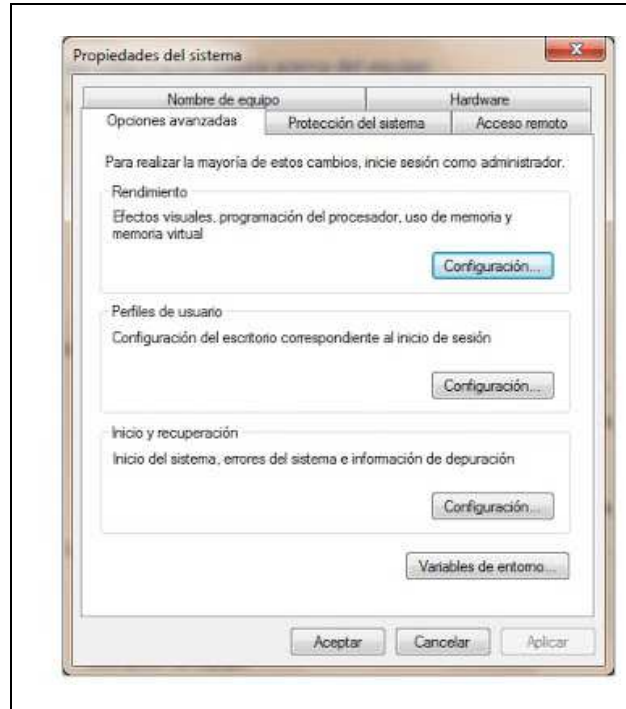 Propiedades del sistema
Nombre de equipo
Hardware
Opciones avanzadas
Protección del sistema
Acceso remoto
Para realizar la mayoría de estos cambios, inicie sesión como administrador.
Rendimiento
Efectos visuales, programación del procesador, uso de memoria y
memoria virtual
Configuración...
Perfiles de usuario
Configuración del escritorio correspondiente al inicio de sesión
Configuración...
Inicio y recuperación
Inicio del sistema, errores del sistema e información de depuración
Configuración...
Variables de entorno...
Aceptar
Cancelar
Aplicar